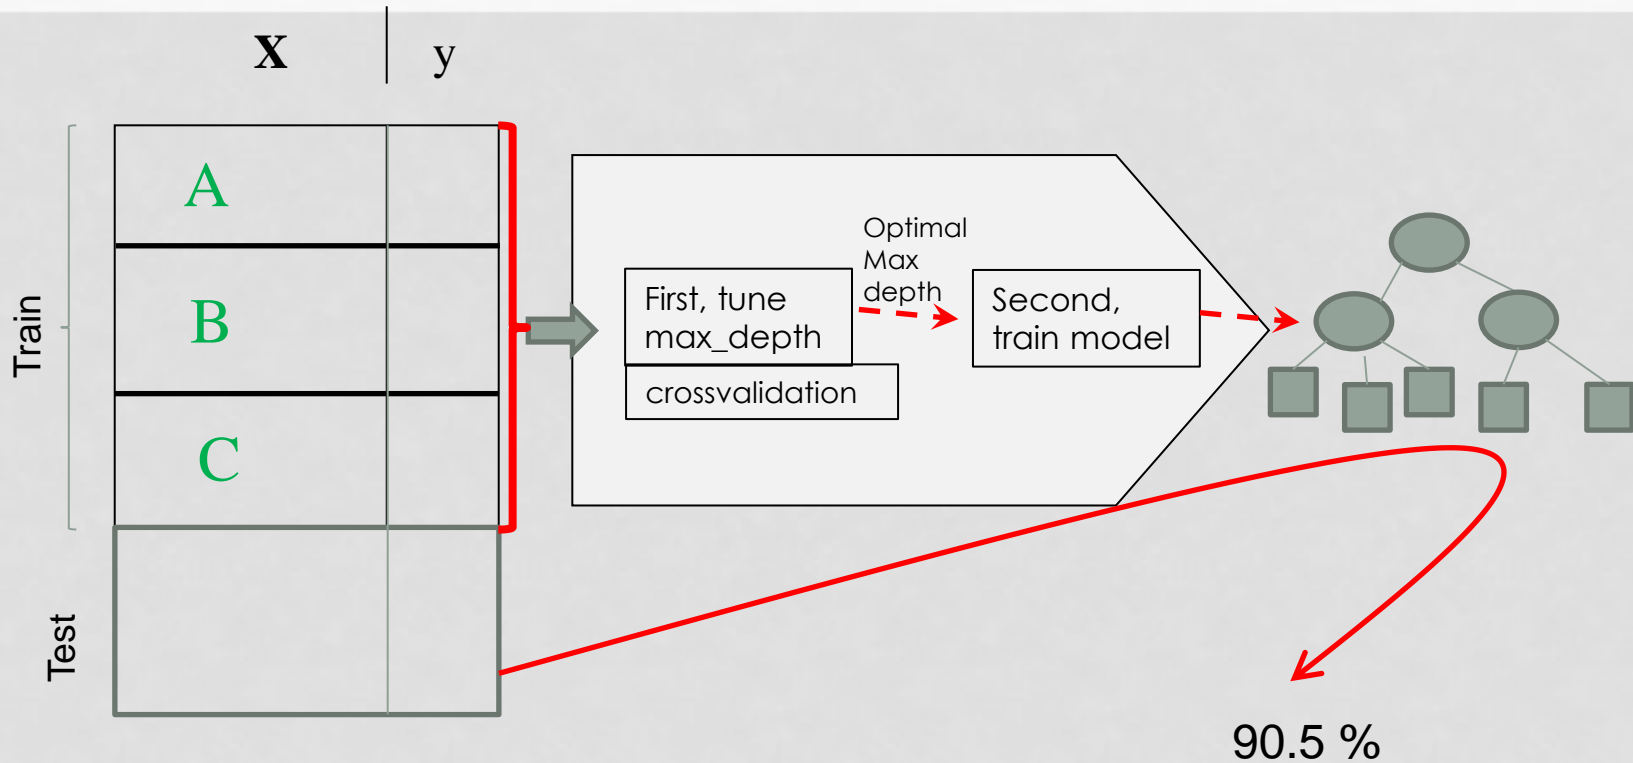 X y
Train
A
B
C
Test
First, tune
max_depth
crossvalidation
Optimal
Max
depth
Second,
train model
90.5 %